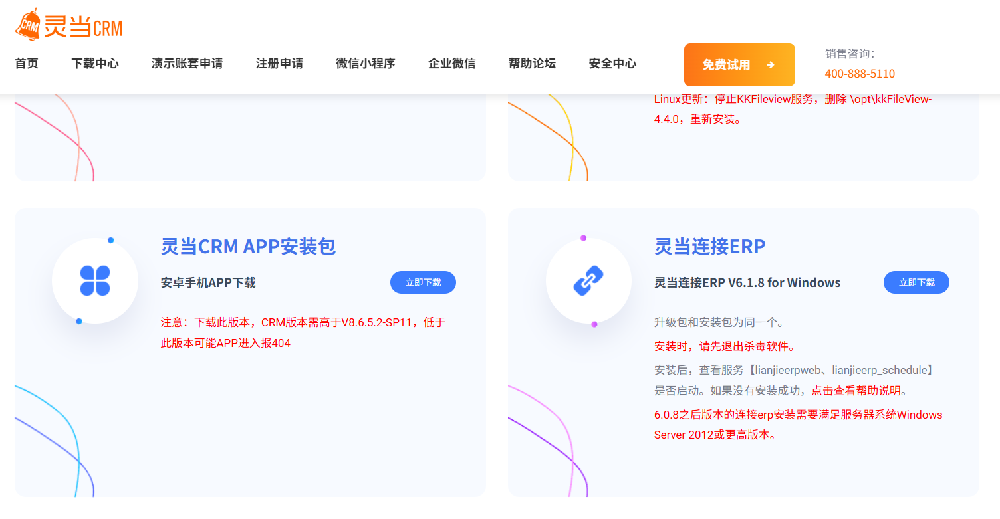 CRM 灵当CRM
首页 下载中心 演示账套申请 注册申请 微信小程序 企业微信 帮助论坛 安全中心 免费试用 销售咨询：
400-888-5110
Linux更新：停止KKFileview服务，删除 \opt\kkFileView-
4.4.0，重新安装。
灵当CRM APP安装包
安卓手机APP下载 立即下载
注意：下载此版本，CRM版本需高于V8.6.5.2-SP11，低于
此版本可能APP进入报404
灵当连接ERP
灵当连接ERP V6.1.8 for Windows 立即下载
升级包和安装包为同一个。
安装时，请先退出杀毒软件。
安装后，查看服务【lianjieerpweb、lianjieerp_schedule】
是否启动。如果没有安装成功，点击查看帮助说明。
6.0.8之后版本的连接erp安装需要满足服务器系统Windows
Server 2012或更高版本。